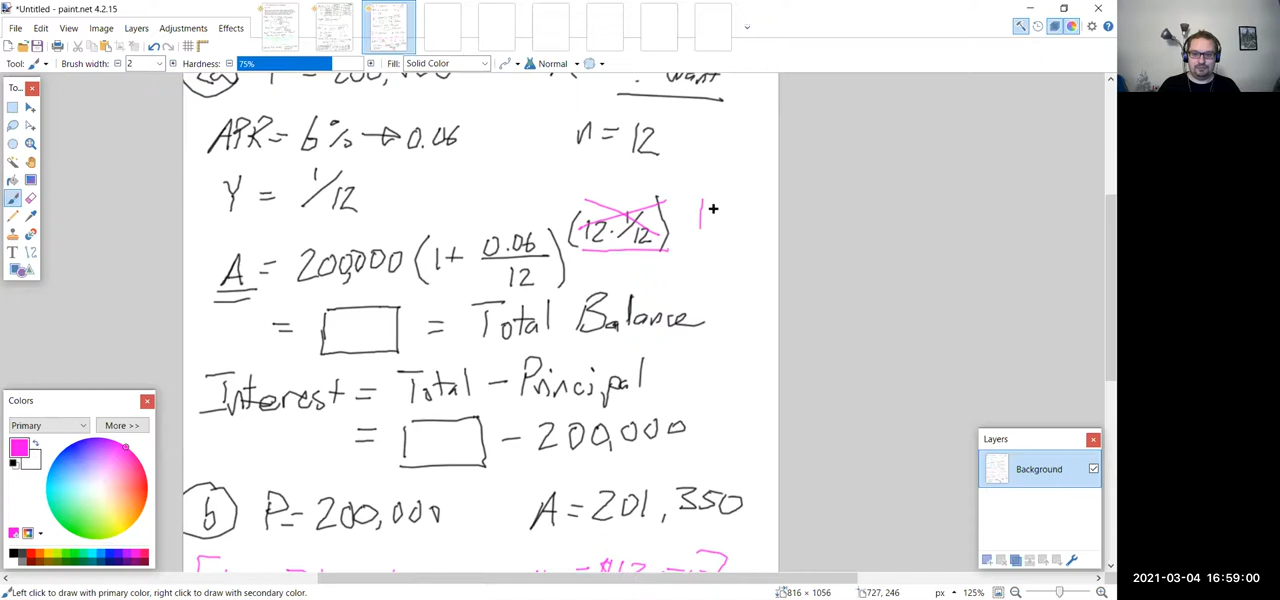 *Untitled - paint.net 4.2.15
File Edit View Image Layers Adjustments Effects
Tool: Brush width: 2 Hardness: 75% Fill: Solid Color Normal
To...
want
APR = 6% → 0.06 n = 12
Y = 1/12
A = 200,000 (1 + 0.06/12)^(12·1/12) 1
= = Total Balance
Interest = Total - Principal
= - 200,000
b P = 200,000 A = 201,350
Colors
Primary More >>
Layers
Background
Left click to draw with primary color, right click to draw with secondary color. 816 × 1056 727, 246 px 125%
2021-03-04 16:59:00